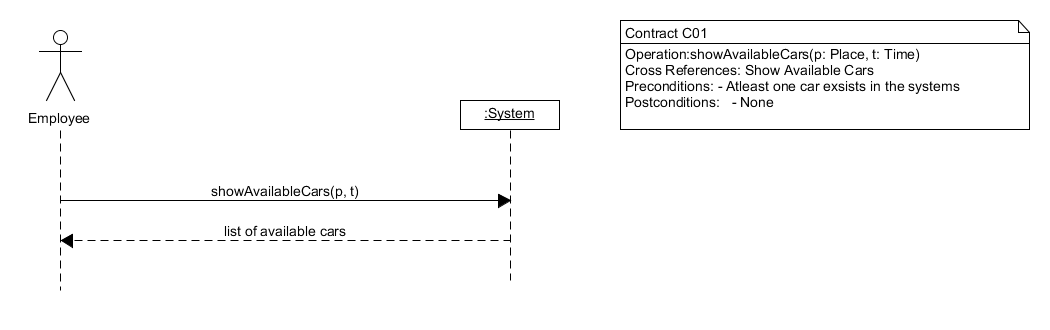 Employee
:System
showAvailableCars(p, t)
list of available cars
Contract C01
Operation:showAvailableCars(p: Place, t: Time)
Cross References: Show Available Cars
Preconditions: - Atleast one car exsists in the systems
Postconditions: - None